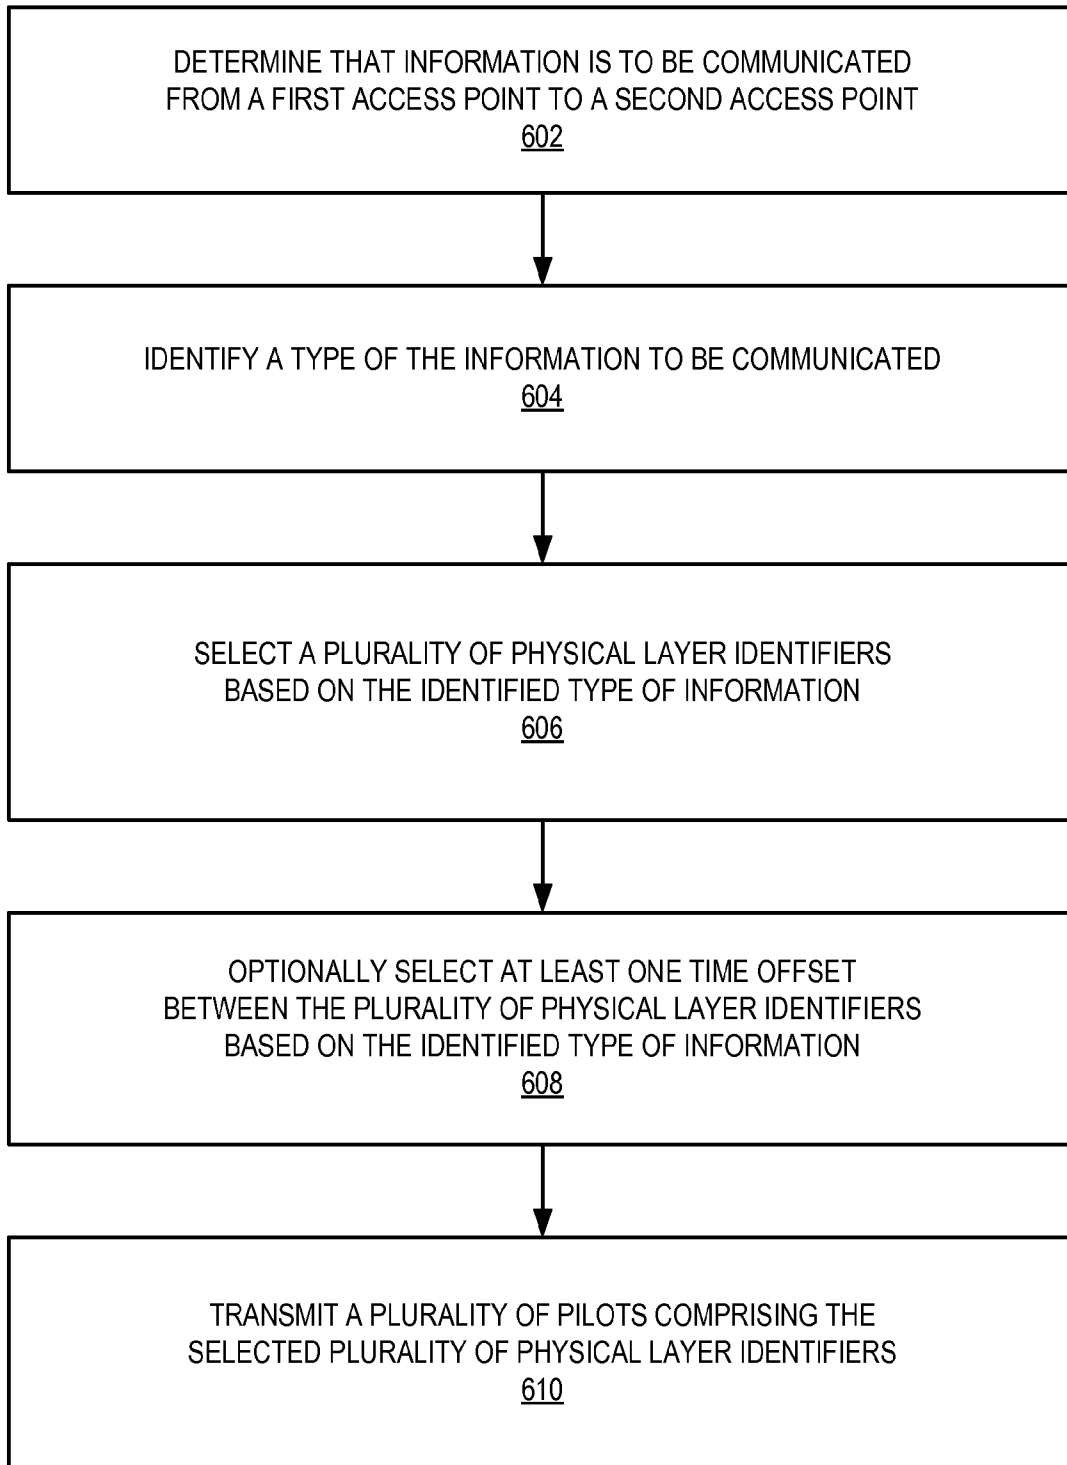 DETERMINE THAT INFORMATION IS TO BE COMMUNICATED
FROM A FIRST ACCESS POINT TO A SECOND ACCESS POINT
602
IDENTIFY A TYPE OF THE INFORMATION TO BE COMMUNICATED
604
SELECT A PLURALITY OF PHYSICAL LAYER IDENTIFIERS
BASED ON THE IDENTIFIED TYPE OF INFORMATION
606
OPTIONALLY SELECT AT LEAST ONE TIME OFFSET
BETWEEN THE PLURALITY OF PHYSICAL LAYER IDENTIFIERS
BASED ON THE IDENTIFIED TYPE OF INFORMATION
608
TRANSMIT A PLURALITY OF PILOTS COMPRISING THE
SELECTED PLURALITY OF PHYSICAL LAYER IDENTIFIERS
610